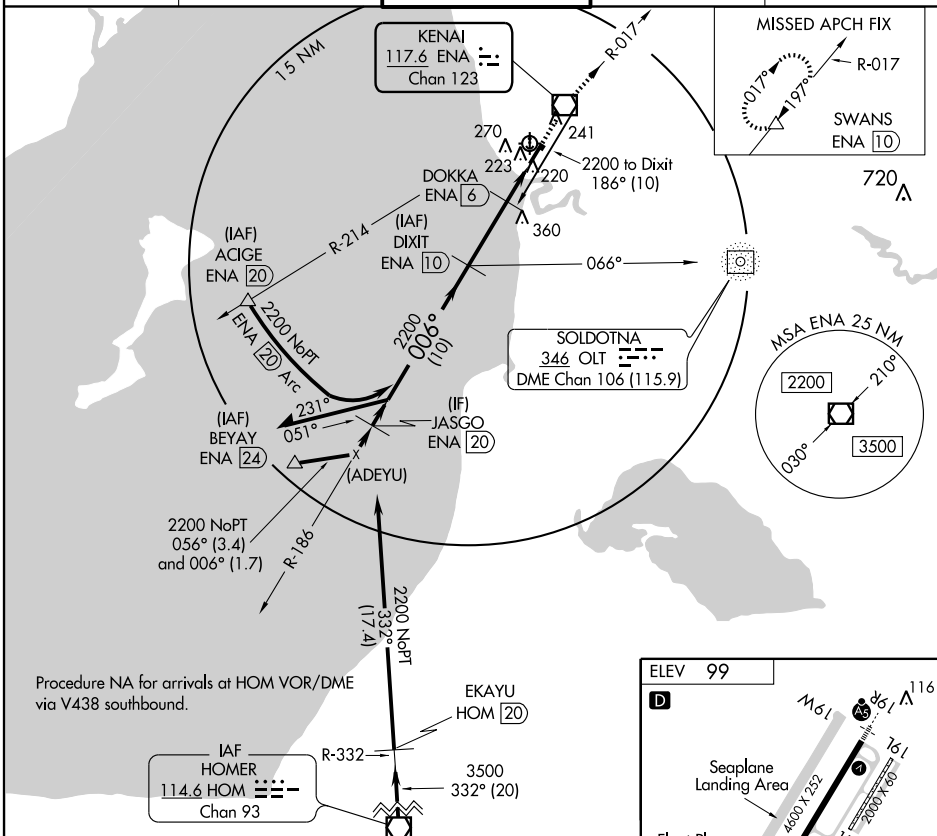 15 NM
KENAI
117.6 ENA
Chan 123
R-017
MISSED APCH FIX
R-017
017°
197°
SWANS
ENA 10
270
241
223
220
2200 to Dixit
186° (10)
720
DOKKA
ENA 6
360
R-214
(IAF)
DIXIT
ENA 10
066°
(IAF)
ACIGE
ENA 20
2200 NoPT
ENA 20 Arc
2200
006°
(10)
SOLDOTNA
346 OLT
DME Chan 106 (115.9)
MSA ENA 25 NM
2200
210°
030°
3500
231°
051°
(IF)
JASGO
ENA 20
(IAF)
BEYAY
ENA 24
X
(ADEYU)
2200 NoPT
056° (3.4)
and 006° (1.7)
R-186
2200 NoPT
332°
(17.4)
Procedure NA for arrivals at HOM VOR/DME
via V438 southbound.
EKAYU
HOM 20
R-332
3500
332° (20)
IAF
HOMER
114.6 HOM
Chan 93
ELEV 99
D
19W
A5
19R
116
19L
V
Seaplane
Landing Area
4600 X 252
2000 X 60